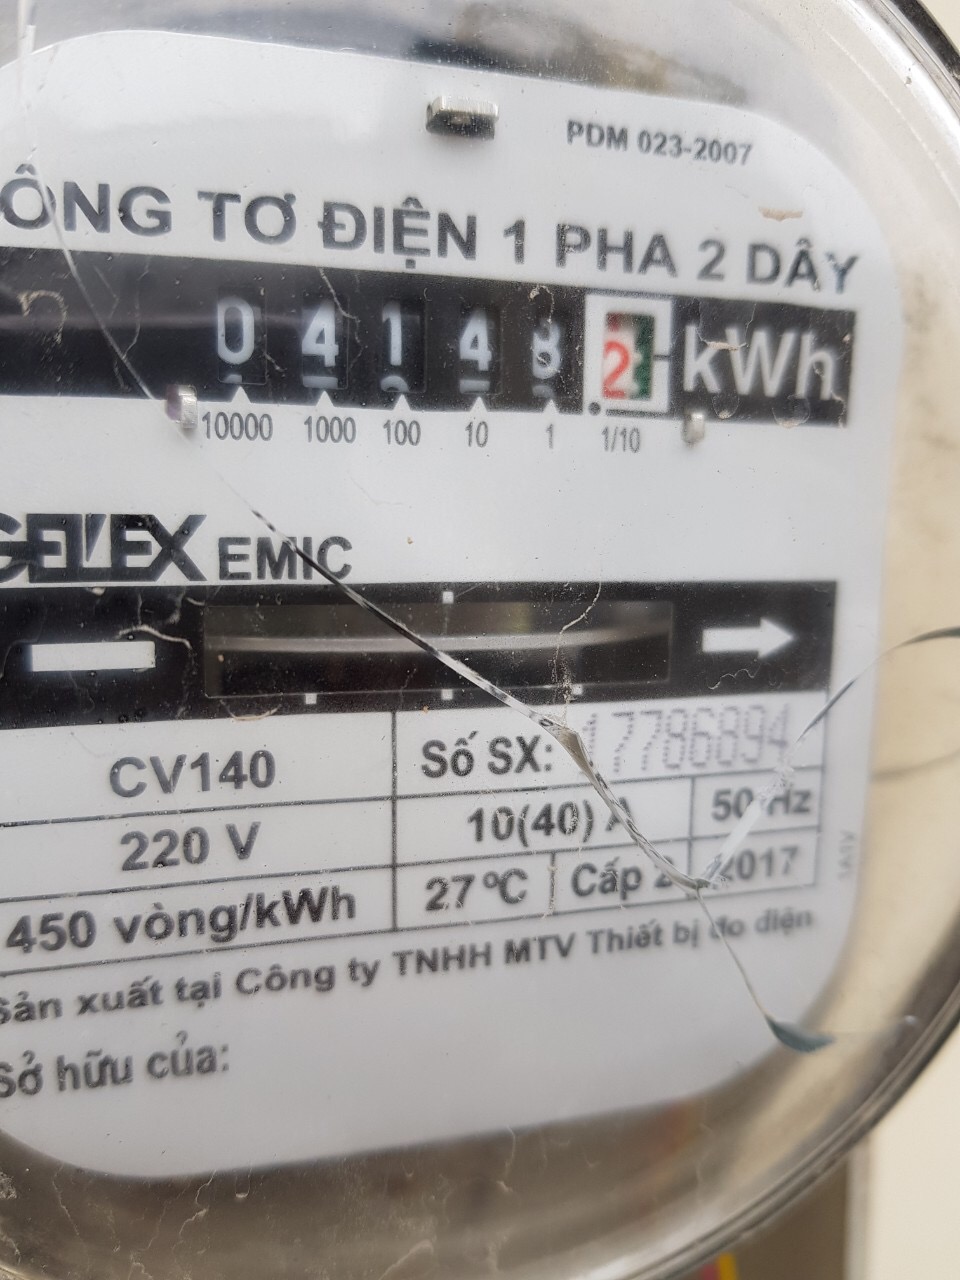 PDM 023-2007
ÔNG TƠ ĐIỆN 1 PHA 2 DÂY
0 4 1 4 8 2 kWh
10000 1000 100 10 1 1/10
GELEX EMIC
CV140 Số SX: 17786894
220 V 10(40) A 50 Hz
450 vòng/kWh 27 ºC Cấp 2 2017
Sản xuất tại Công ty TNHH MTV Thiết bị đo điện
Sở hữu của: